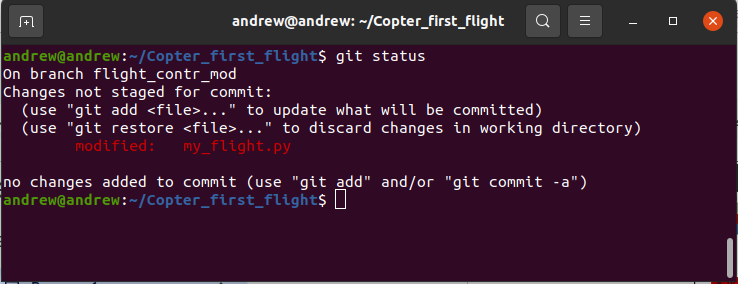 andrew@andrew: ~/Copter_first_flight
andrew@andrew:~/Copter_first_flight$ git status
On branch flight_contr_mod
Changes not staged for commit:
  (use "git add <file>..." to update what will be committed)
  (use "git restore <file>..." to discard changes in working directory)
        modified:   my_flight.py

no changes added to commit (use "git add" and/or "git commit -a")
andrew@andrew:~/Copter_first_flight$